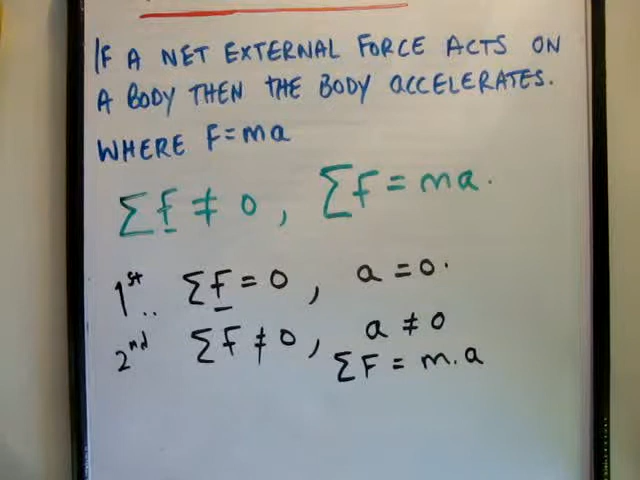 IF A NET EXTERNAL FORCE ACTS ON
A BODY THEN THE BODY ACCELERATES.
WHERE F=ma
ΣF ≠ 0, ΣF = ma.
1st.. ΣF = 0, a = 0.
2nd ΣF ≠ 0, a ≠ 0
ΣF = m.a